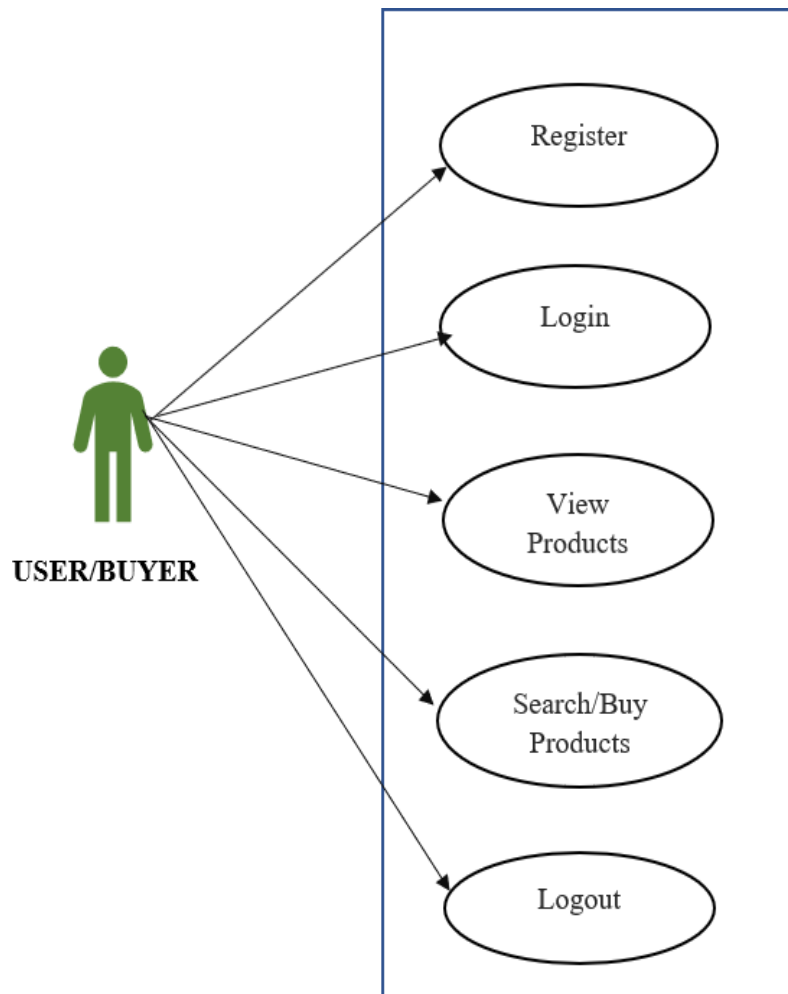 Register
Login
USER/BUYER
View
Products
Search/Buy
Products
Logout